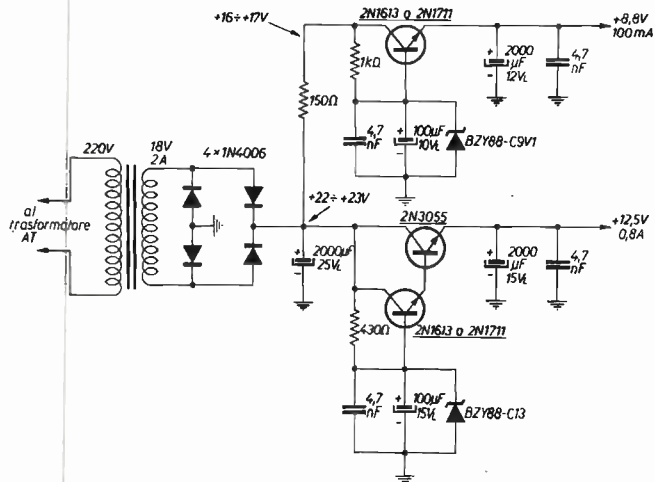 2N1613 o 2N1711
+16÷+17V
+8,8V
100mA
1kΩ
2000
µF
12VL
4,7
nF
150Ω
4,7
nF
100µF
10VL
BZY88-C9V1
220V
18V
2A
4×1N4006
al
trasformatore
AT
+22÷+23V
2N3055
+12,5V
0,8A
2000µF
25VL
2000
µF
15VL
4,7
nF
430Ω
2N1613 o 2N1711
4,7
nF
100µF
15VL
BZY88-C13